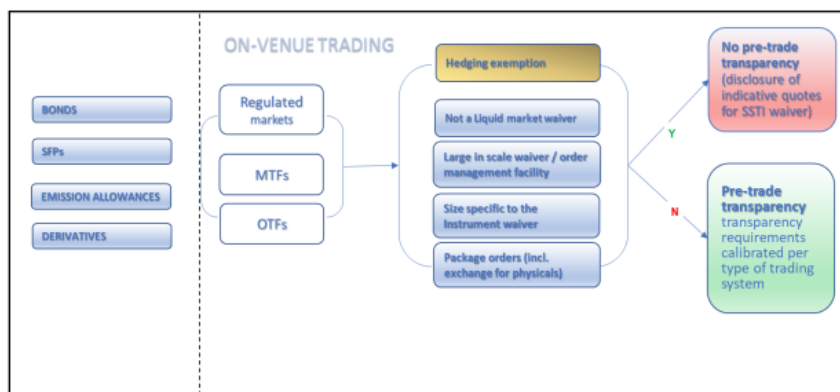 ON-VENUE TRADING
BONDS
SFPs
EMISSION ALLOWANCES
DERIVATIVES
Regulated
markets
MTFs
OTFs
Hedging exemption
Not a Liquid market waiver
Large in scale waiver / order
management facility
Size specific to the
Instrument waiver
Package orders (incl.
exchange for physicals)
Y
N
No pre-trade
transparency
(disclosure of
indicative quotes
for SSTI waiver)
Pre-trade
transparency
transparency
requirements
calibrated per
type of trading
system